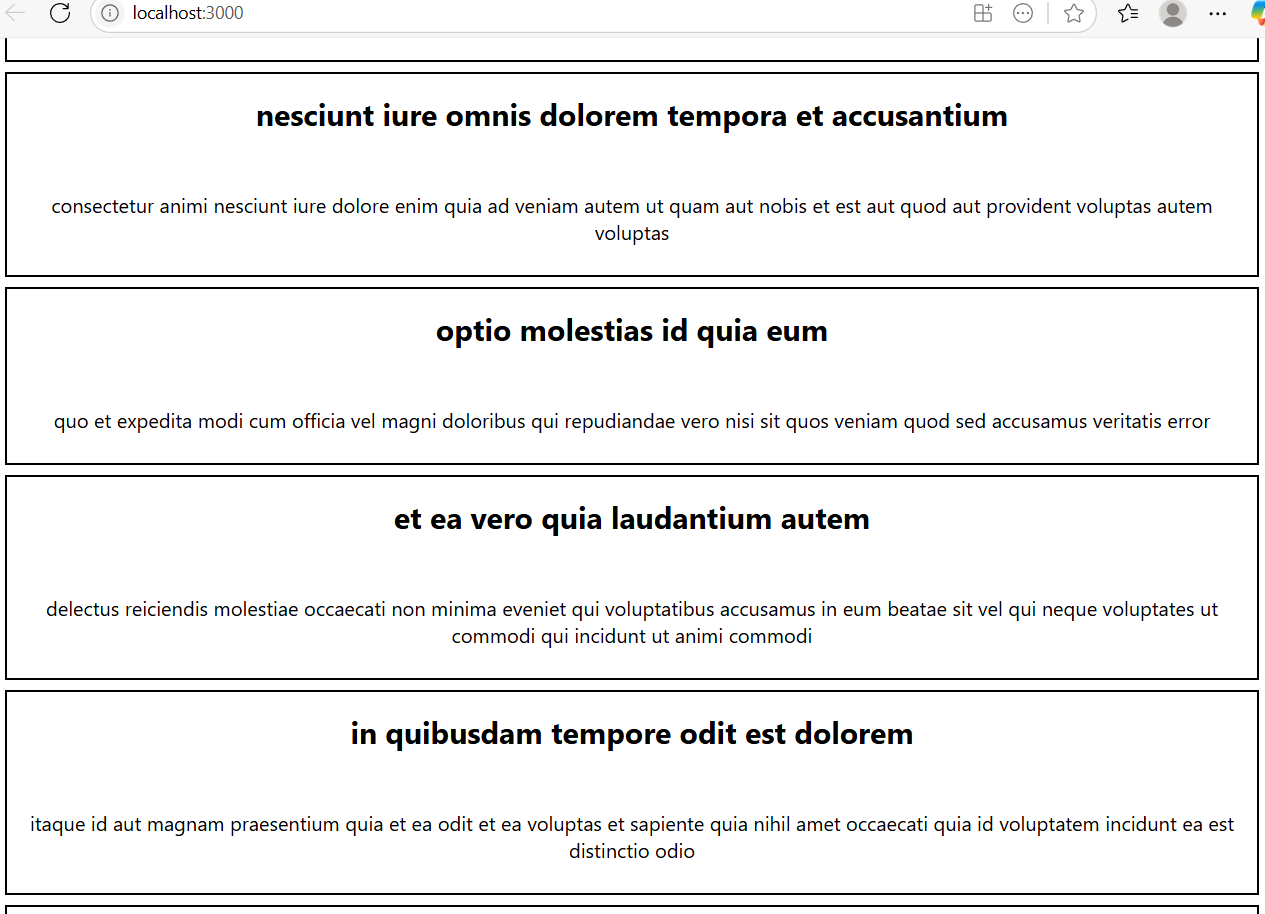 localhost:3000
nesciunt iure omnis dolorem tempora et accusantium
consectetur animi nesciunt iure dolore enim quia ad veniam autem ut quam aut nobis et est aut quod aut provident voluptas autem
voluptas
optio molestias id quia eum
quo et expedita modi cum officia vel magni doloribus qui repudiandae vero nisi sit quos veniam quod sed accusamus veritatis error
et ea vero quia laudantium autem
delectus reiciendis molestiae occaecati non minima eveniet qui voluptatibus accusamus in eum beatae sit vel qui neque voluptates ut
commodi qui incidunt ut animi commodi
in quibusdam tempore odit est dolorem
itaque id aut magnam praesentium quia et ea odit et ea voluptas et sapiente quia nihil amet occaecati quia id voluptatem incidunt ea est
distinctio odio